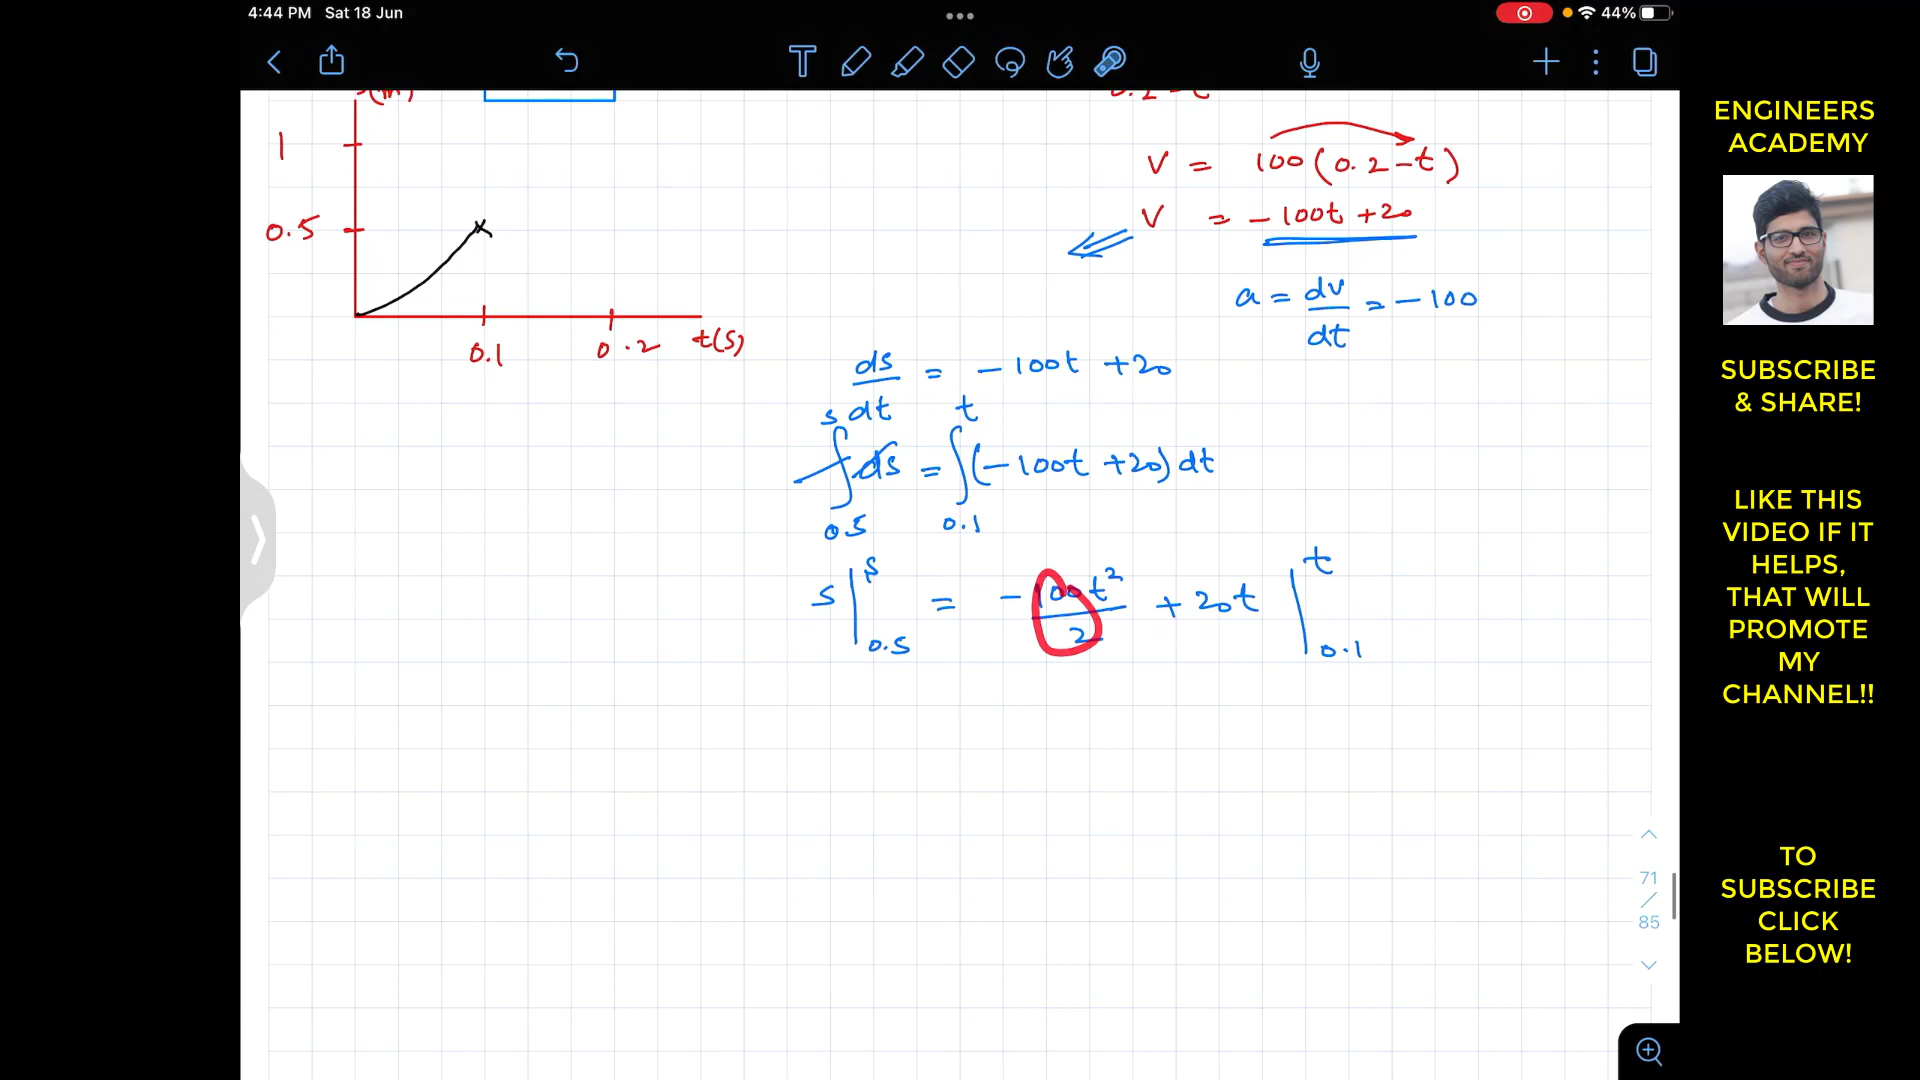 4:44 PM Sat 18 Jun
44%
0.2-t
1
0.5
0.1
0.2
t(s)
V = 100(0.2-t)
V = -100t +20
a = dv/dt = -100
ds/dt = -100t +20
∫ ds = ∫ (-100t +20) dt
s
0.5
t
0.1
s | = -100t²/2 + 20t |
s
0.5
t
0.1
71
/
85
ENGINEERS
ACADEMY
SUBSCRIBE
& SHARE!
LIKE THIS
VIDEO IF IT
HELPS,
THAT WILL
PROMOTE
MY
CHANNEL!!
TO
SUBSCRIBE
CLICK
BELOW!